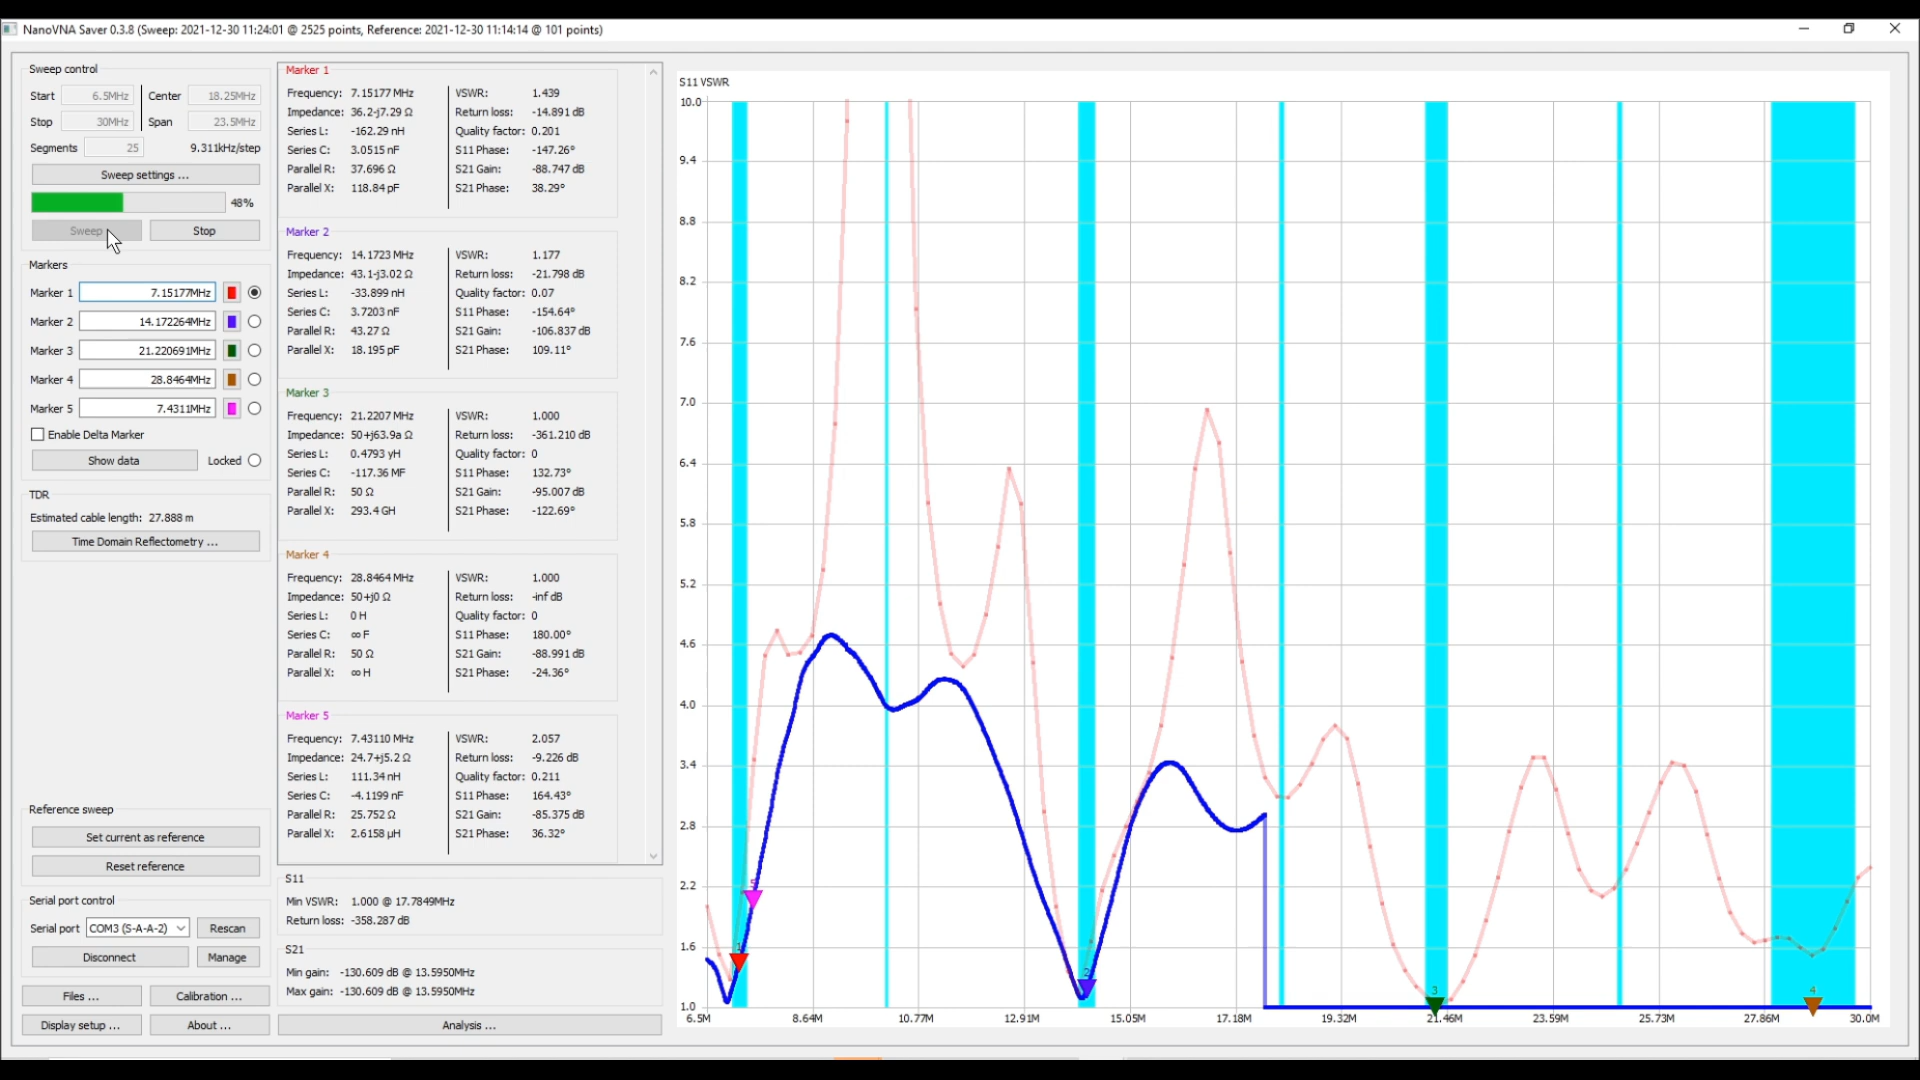 NanoVNA Saver 0.3.8 (Sweep: 2021-12-30 11:24:01 @ 2525 points, Reference: 2021-12-30 11:14:14 @ 101 points)
Sweep control
Start 6.5MHz Center 18.25MHz
Stop 30MHz Span 23.5MHz
Segments 25 9.311kHz/step
Sweep settings ...
48%
Sweep Stop
Markers
Marker 1 7.15177MHz
Marker 2 14.172264MHz
Marker 3 21.220691MHz
Marker 4 28.8464MHz
Marker 5 7.4311MHz
Enable Delta Marker
Show data Locked
TDR
Estimated cable length: 27.888 m
Time Domain Reflectometry ...
Reference sweep
Set current as reference
Reset reference
Serial port control
Serial port COM3 (S-A-A-2) Rescan
Disconnect Manage
Files ... Calibration ...
Display setup ... About ...
Marker 1
Frequency: 7.15177 MHz VSWR: 1.439
Impedance: 36.2-j7.29 Ω Return loss: -14.891 dB
Series L: -162.29 nH Quality factor: 0.201
Series C: 3.0515 nF S11 Phase: -147.26°
Parallel R: 37.696 Ω S21 Gain: -88.747 dB
Parallel X: 118.84 pF S21 Phase: 38.29°
Marker 2
Frequency: 14.1723 MHz VSWR: 1.177
Impedance: 43.1-j3.02 Ω Return loss: -21.798 dB
Series L: -33.899 nH Quality factor: 0.07
Series C: 3.7203 nF S11 Phase: -154.64°
Parallel R: 43.27 Ω S21 Gain: -106.837 dB
Parallel X: 18.195 pF S21 Phase: 109.11°
Marker 3
Frequency: 21.2207 MHz VSWR: 1.000
Impedance: 50+j63.9a Ω Return loss: -361.210 dB
Series L: 0.4793 yH Quality factor: 0
Series C: -117.36 MF S11 Phase: 132.73°
Parallel R: 50 Ω S21 Gain: -95.007 dB
Parallel X: 293.4 GH S21 Phase: -122.69°
Marker 4
Frequency: 28.8464 MHz VSWR: 1.000
Impedance: 50+j0 Ω Return loss: -inf dB
Series L: 0 H Quality factor: 0
Series C: ∞ F S11 Phase: 180.00°
Parallel R: 50 Ω S21 Gain: -88.991 dB
Parallel X: ∞ H S21 Phase: -24.36°
Marker 5
Frequency: 7.43110 MHz VSWR: 2.057
Impedance: 24.7+j5.2 Ω Return loss: -9.226 dB
Series L: 111.34 nH Quality factor: 0.211
Series C: -4.1199 nF S11 Phase: 164.43°
Parallel R: 25.752 Ω S21 Gain: -85.375 dB
Parallel X: 2.6158 µH S21 Phase: 36.32°
S11
Min VSWR: 1.000 @ 17.7849MHz
Return loss: -358.287 dB
S21
Min gain: -130.609 dB @ 13.5950MHz
Max gain: -130.609 dB @ 13.5950MHz
Analysis ...
S11 VSWR
10.0
9.4
8.8
8.2
7.6
7.0
6.4
5.8
5.2
4.6
4.0
3.4
2.8
2.2
1.6
1.0
5
1
2
3
4
6.5M 8.64M 10.77M 12.91M 15.05M 17.18M 19.32M 21.46M 23.59M 25.73M 27.86M 30.0M